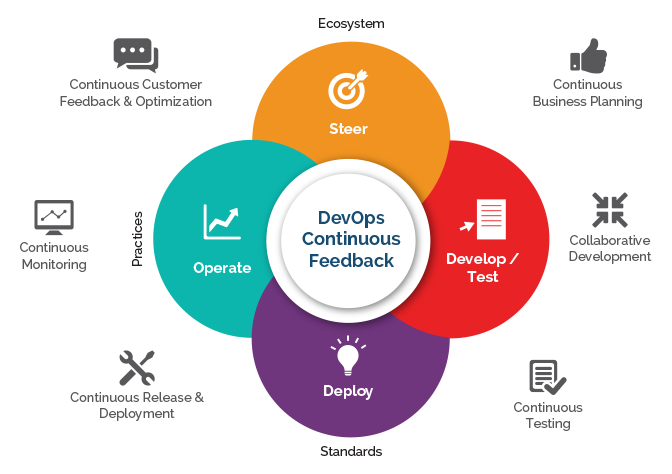 Ecosystem
Continuous Customer
Feedback & Optimization
Continuous
Business Planning
Steer
Practices
Continuous
Monitoring
Operate
DevOps
Continuous
Feedback
Develop /
Test
Collaborative
Development
Continuous Release &
Deployment
Deploy
Continuous
Testing
Standards